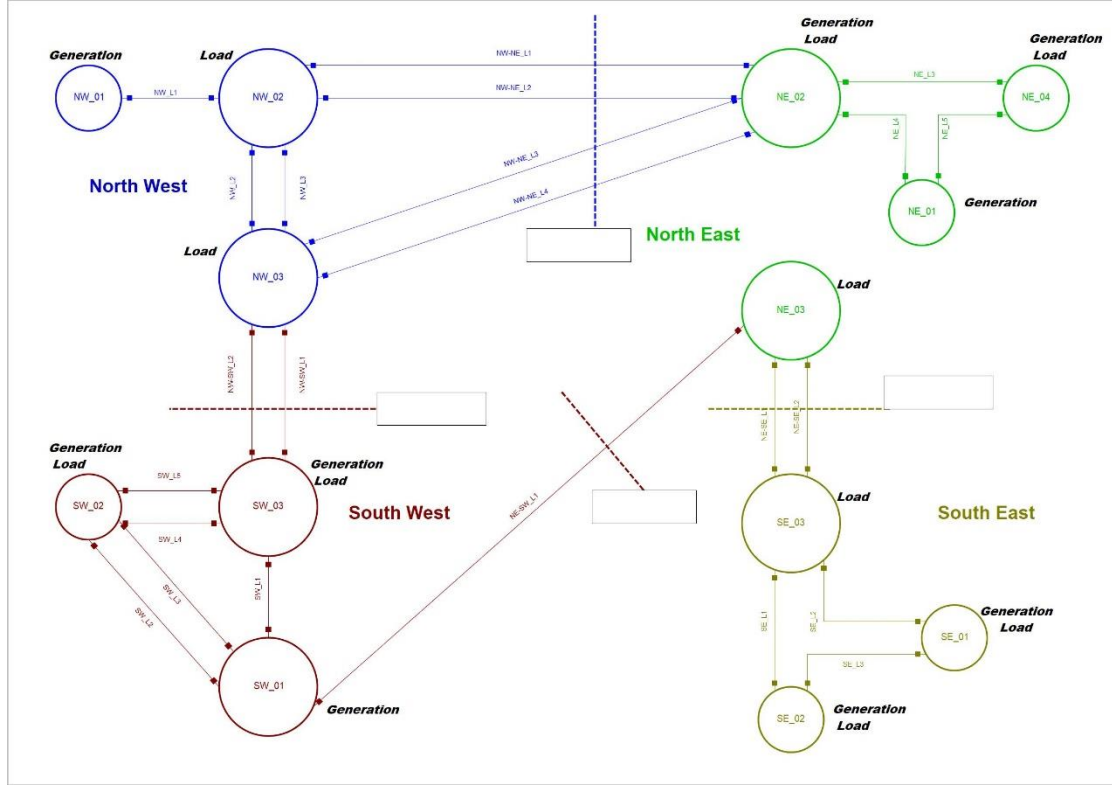 Generation
Load
NW_01
NW_L1
NW_02
NW-NE_L1
NW-NE_L2
Generation
Load
NE_02
NE_L3
Generation
Load
NE_04
NE_L4
NE_L5
NE_01
Generation
North West
NW_L2
NW_L3
NW-NE_L3
NW-NE_L4
North East
Load
NW_03
NE_03
Load
NW-SW_L2
NW-SW_L1
NE-SE_L2
Generation
Load
SW_02
SW_L5
SW_L4
Generation
Load
SW_03
South West
NE-SW_L1
Load
SE_03
South East
SW_L3
SW_L2
SW_L1
SW_01
Generation
SE_L1
SE_L2
SE_L3
Generation
Load
SE_01
SE_02
Generation
Load